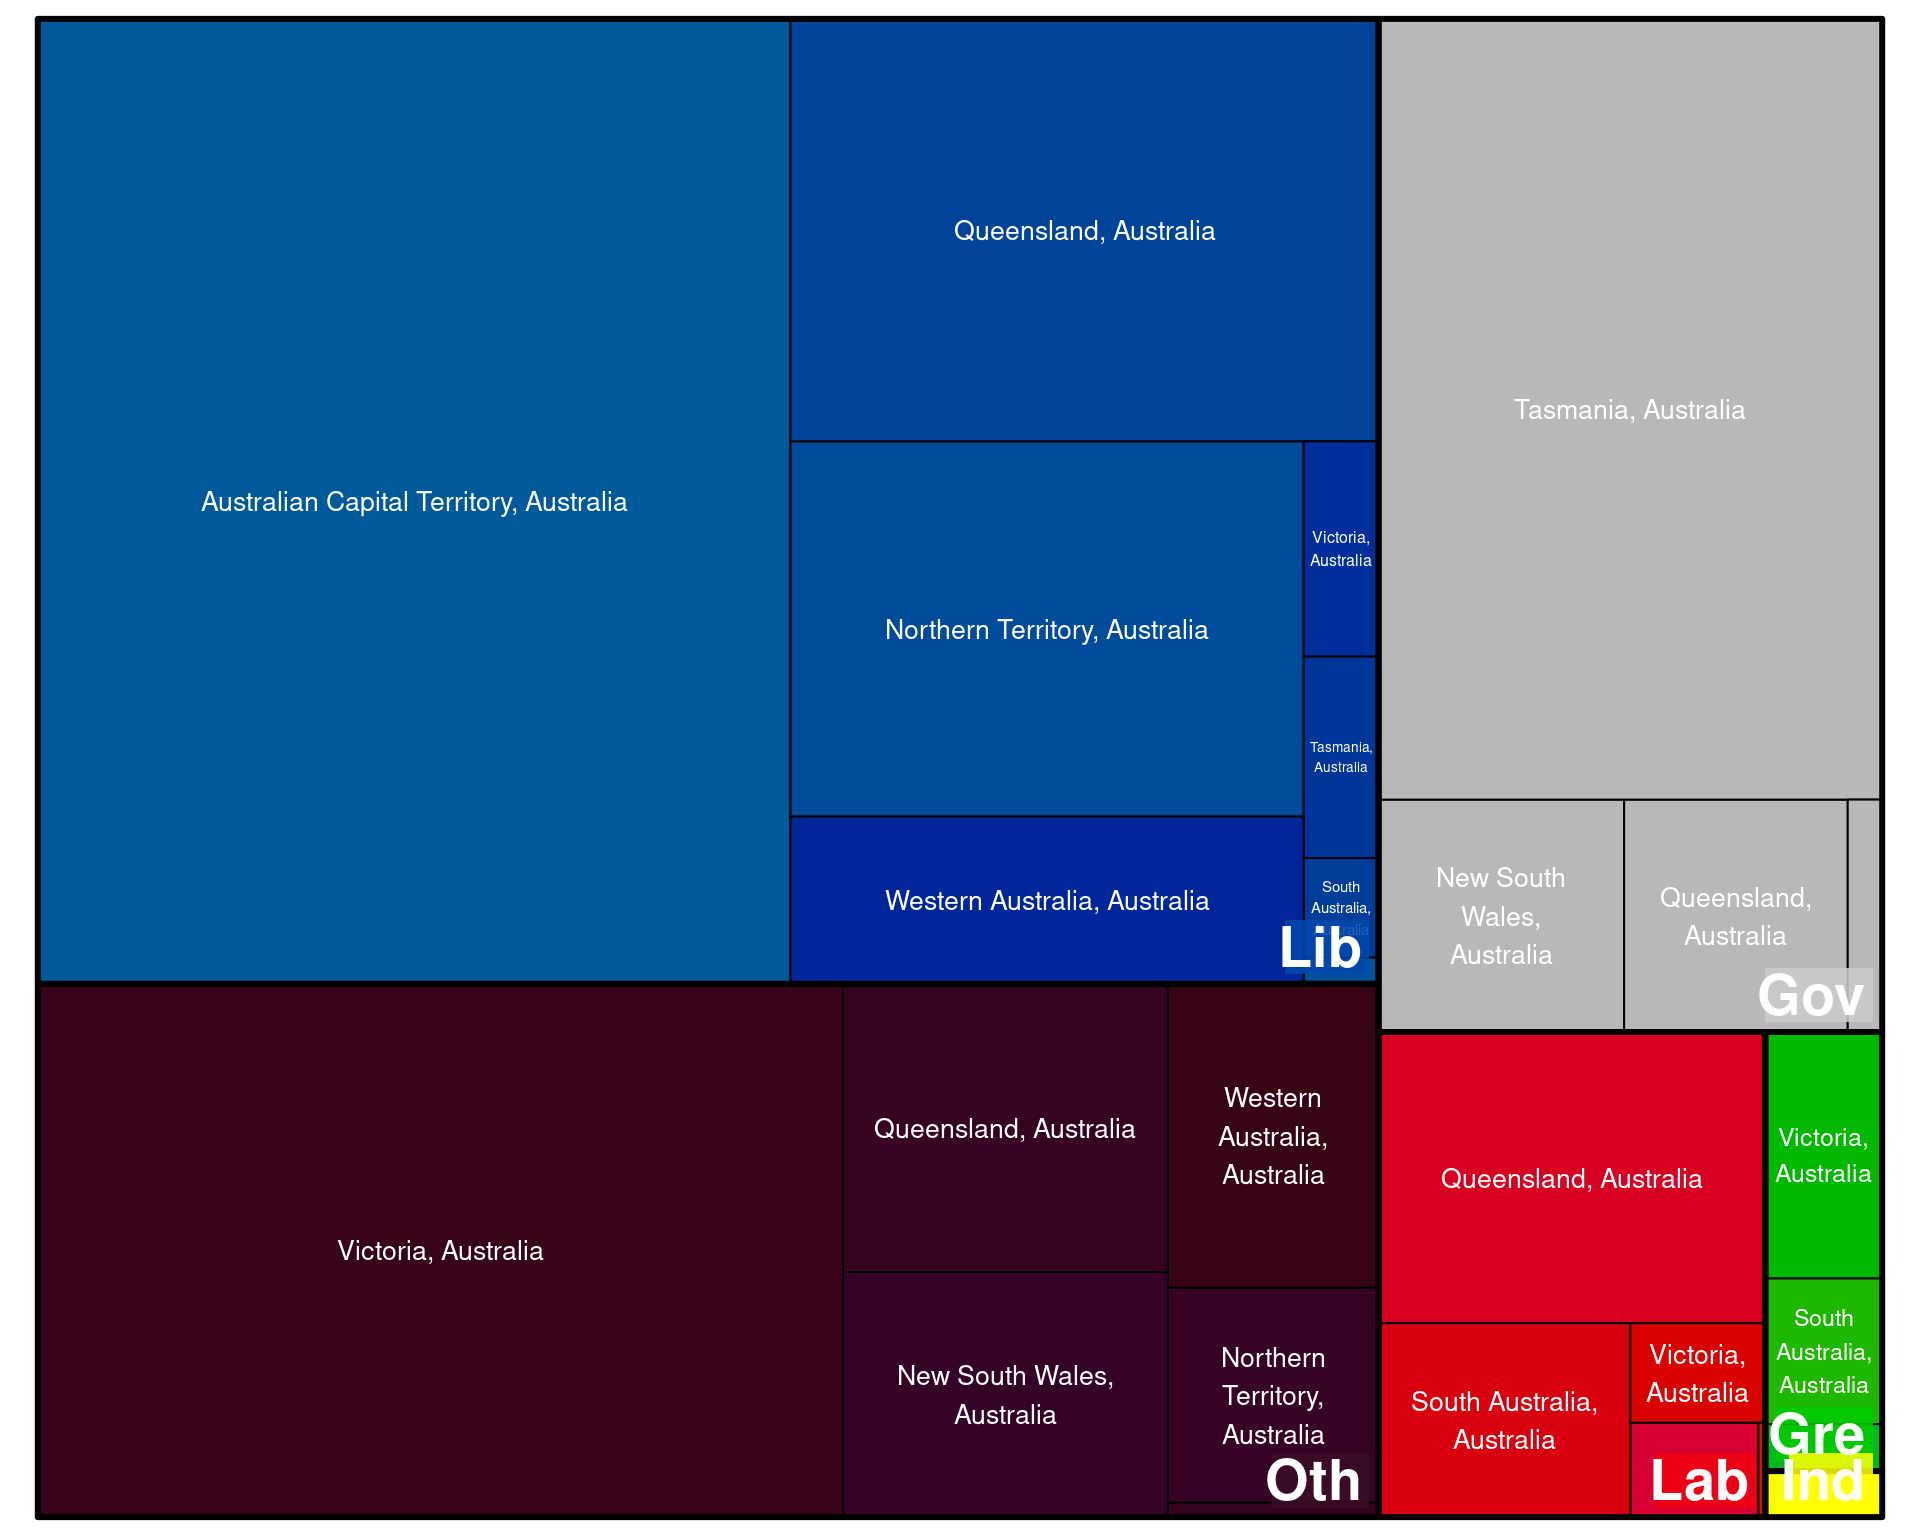 Australian Capital Territory, Australia
Queensland, Australia
Northern Territory, Australia
Victoria,
Australia
Tasmania,
Australia
Western Australia, Australia
South
Australia,
Lib
Tasmania, Australia
New South
Wales,
Australia
Queensland,
Australia
Gov
Victoria, Australia
Queensland, Australia
New South Wales,
Australia
Western
Australia,
Australia
Northern
Territory,
Australia
Oth
Queensland, Australia
South Australia,
Australia
Victoria,
Australia
Lab
Victoria,
Australia
South
Australia,
Australia
Gre
Ind